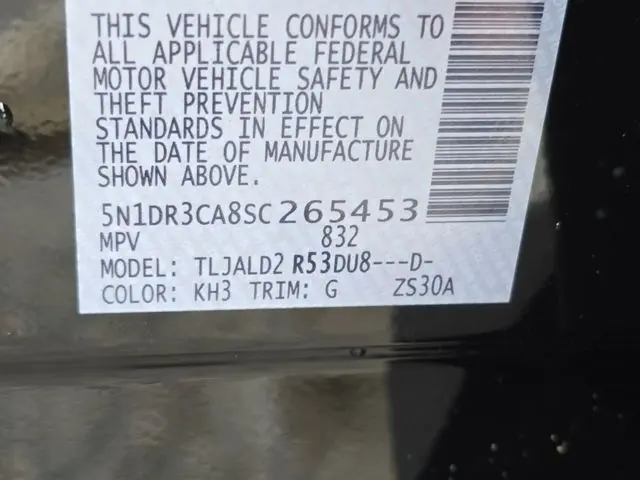 THIS VEHICLE CONFORMS TO
ALL APPLICABLE FEDERAL
MOTOR VEHICLE SAFETY AND
THEFT PREVENTION
STANDARDS IN EFFECT ON
THE DATE OF MANUFACTURE
SHOWN ABOVE.
5N1DR3CA8SC265453
MPV 832
MODEL: TLJALD2 R53DU8---D-
COLOR: KH3 TRIM: G ZS30A